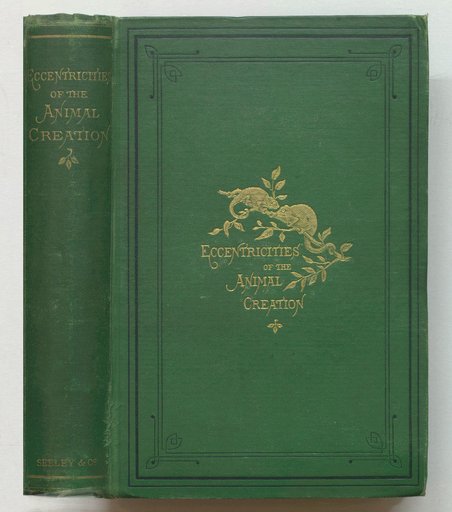 ECCENTRICITIES
OF THE
ANIMAL
CREATION
SEELEY & Co
ECCENTRICITIES
OF THE
ANIMAL
CREATION